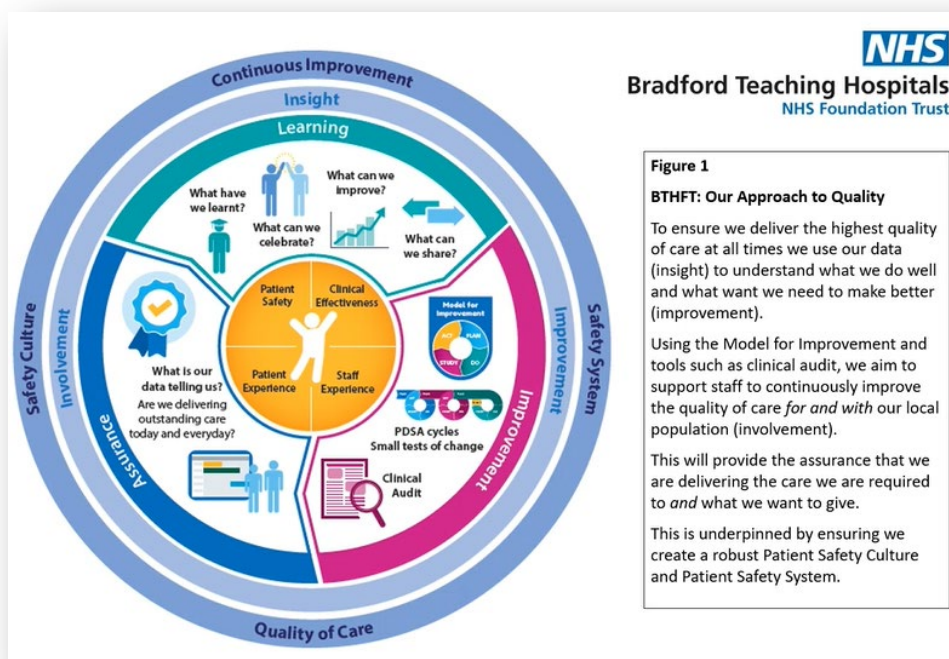 Continuous Improvement
Insight
Learning
What have
we learnt?
What can we
celebrate?
What can we
improve?
What can
we share?
Safety Culture
Involvement
Assurance
What is our
data telling us?
Are we delivering
outstanding care
today and everyday?
Patient
Safety
Clinical
Effectiveness
Patient
Experience
Staff
Experience
Model for
Improvement
ACT
PLAN
STUDY
DO
PDSA cycles
Small tests of change
Clinical
Audit
Improvement
Improvement
Safety System
Quality of Care
NHS
Bradford Teaching Hospitals
NHS Foundation Trust
Figure 1
BTHFT: Our Approach to Quality
To ensure we deliver the highest quality
of care at all times we use our data
(insight) to understand what we do well
and what want we need to make better
(improvement).
Using the Model for Improvement and
tools such as clinical audit, we aim to
support staff to continuously improve
the quality of care for and with our local
population (involvement).
This will provide the assurance that we
are delivering the care we are required
to and what we want to give.
This is underpinned by ensuring we
create a robust Patient Safety Culture
and Patient Safety System.